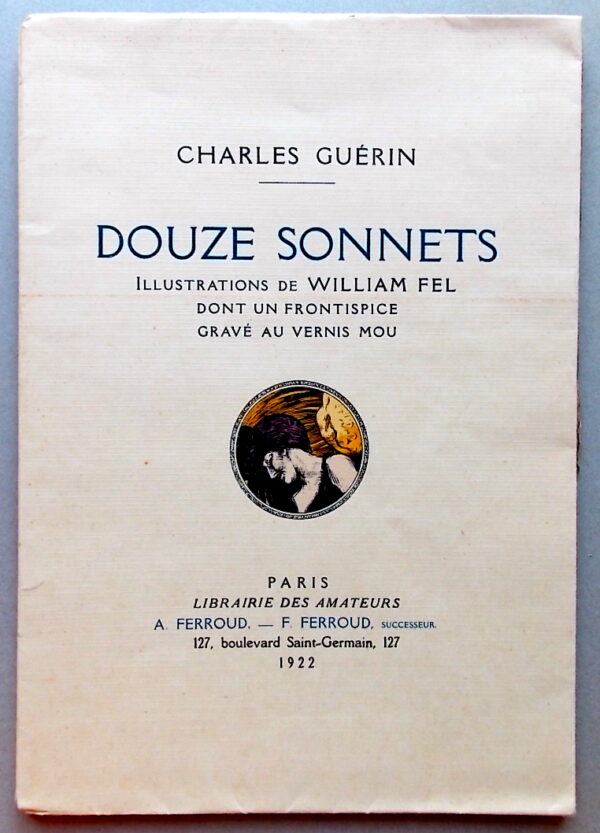 CHARLES GUÉRIN
DOUZE SONNETS
ILLUSTRATIONS DE WILLIAM FEL
DONT UN FRONTISPICE
GRAVÉ AU VERNIS MOU
PARIS
LIBRAIRIE DES AMATEURS
A. FERROUD. — F. FERROUD, SUCCESSEUR.
127, boulevard Saint-Germain, 127
1922